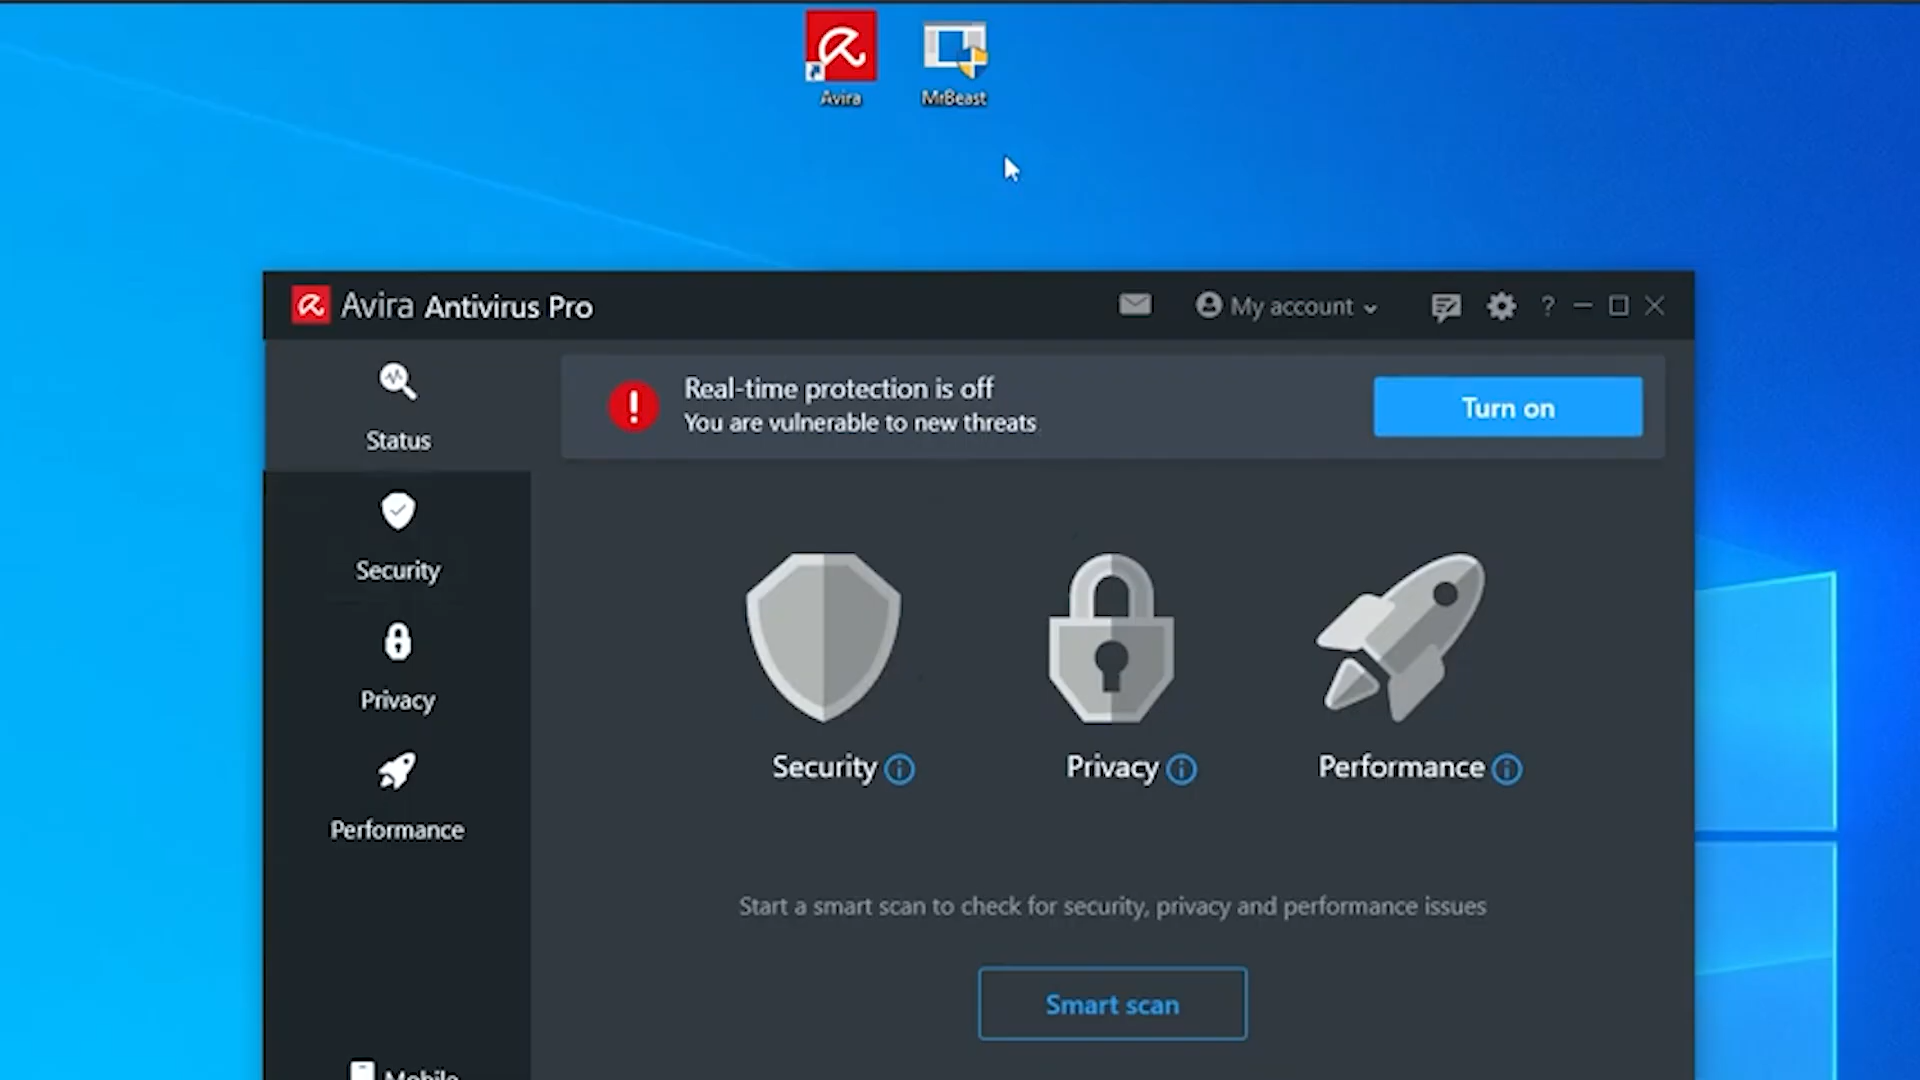 Avira
MrBeast
Avira Antivirus Pro
My account
?
Status
Real-time protection is off
You are vulnerable to new threats
Turn on
Security
Privacy
Performance
Security
Privacy
Performance
Start a smart scan to check for security, privacy and performance issues
Smart scan
Mobile